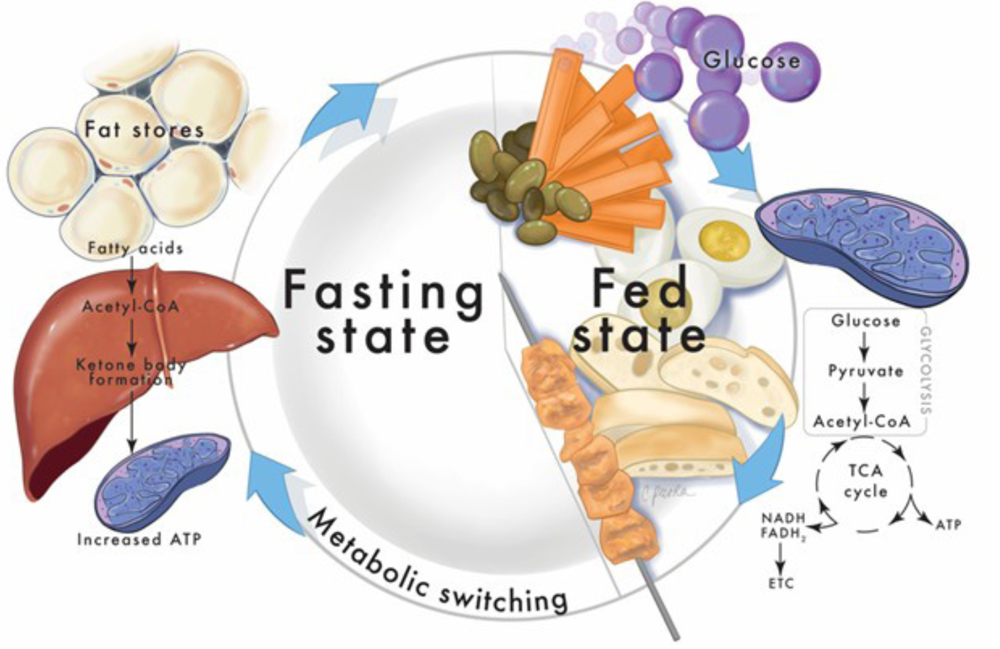 Glucose
Fat stores
Fatty acids
Acetyl-CoA
Ketone body
formation
Increased ATP
Fasting
state
Fed
state
Metabolic switching
Glucose
Pyruvate
Acetyl-CoA
GLYCOLYSIS
TCA
cycle
NADH
FADH₂
ATP
ETC